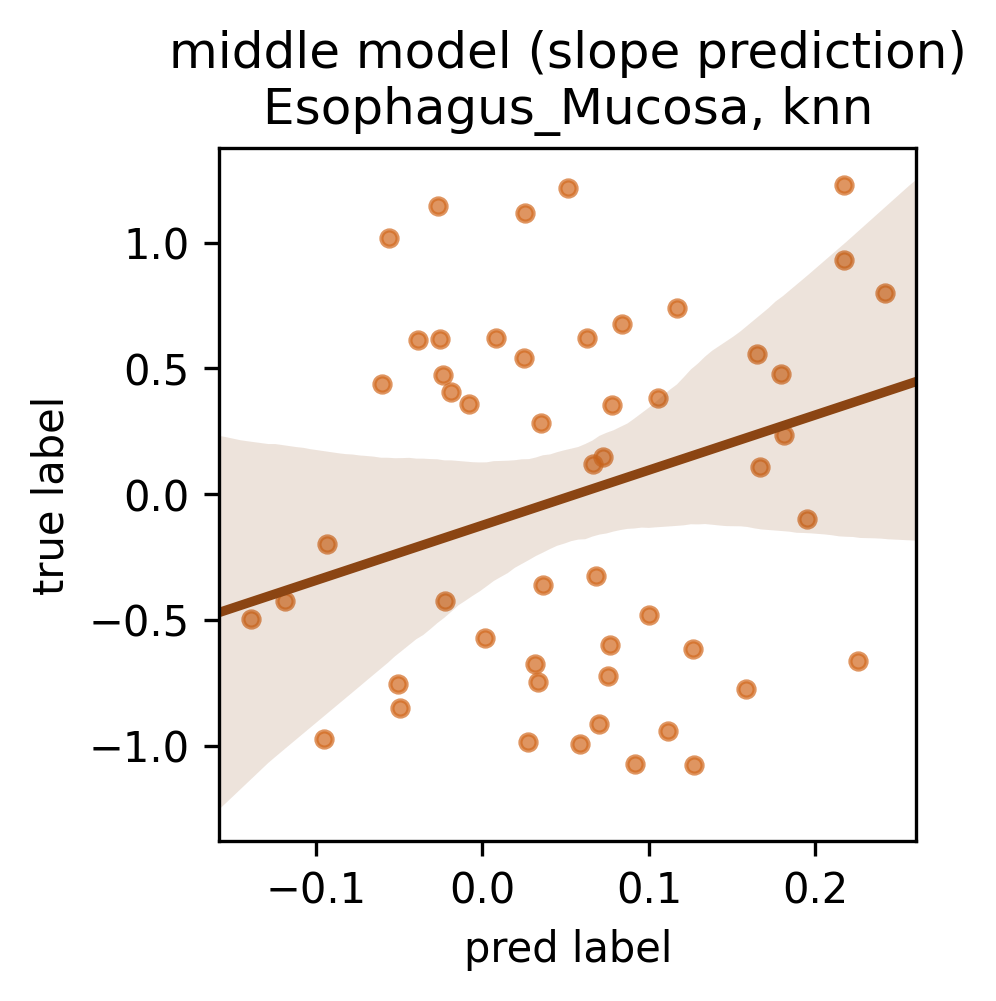 middle model (slope prediction)
Esophagus_Mucosa, knn
1.0
0.5
0.0
−0.5
−1.0
true label
−0.1
0.0
0.1
0.2
pred label